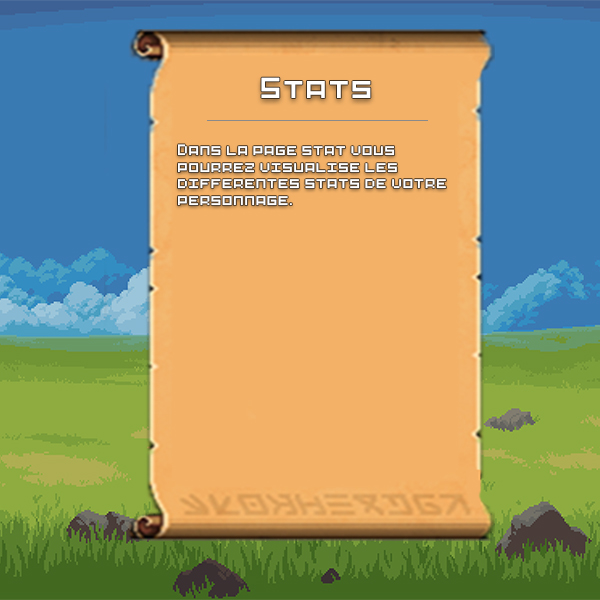 Stats
Dans la page stat vous
pourrez visualise les
differentes stats de votre
personnage.